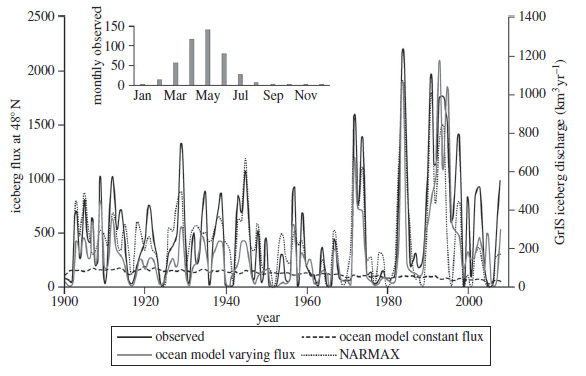 2500
2000
1500
1000
500
0
iceberg flux at 48° N
monthly observed
150
100
50
0
Jan Mar May Jul Sep Nov
1400
1200
1000
800
600
400
200
0
GrIS iceberg discharge (km³ yr⁻¹)
1900 1920 1940 1960 1980 2000
year
observed ocean model constant flux
ocean model varying flux NARMAX